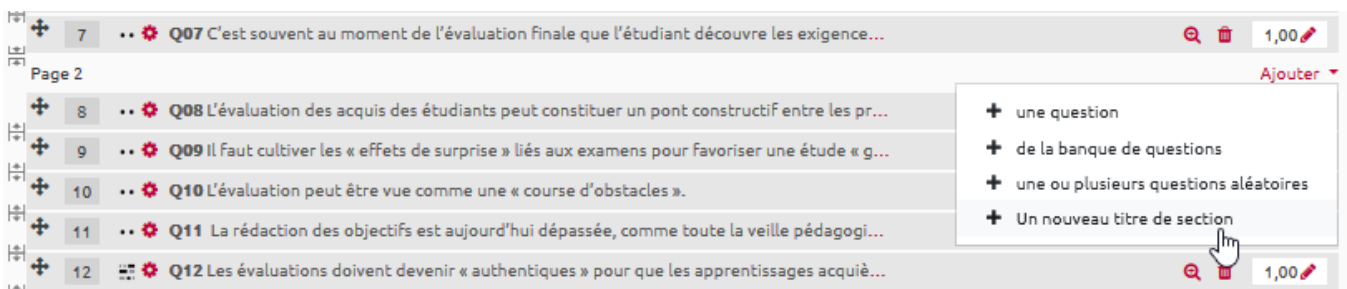 7 •• Q07 C'est souvent au moment de l'évaluation finale que l'étudiant découvre les exigence... 1,00
Page 2 Ajouter
8 •• Q08 L'évaluation des acquis des étudiants peut constituer un pont constructif entre les pr...
9 •• Q09 Il faut cultiver les « effets de surprise » liés aux examens pour favoriser une étude « g...
10 •• Q10 L'évaluation peut être vue comme une « course d'obstacles ».
11 •• Q11 La rédaction des objectifs est aujourd'hui dépassée, comme toute la veille pédagogi...
12 Q12 Les évaluations doivent devenir « authentiques » pour que les apprentissages acquiè... 1,00
+ une question
+ de la banque de questions
+ une ou plusieurs questions aléatoires
+ Un nouveau titre de section